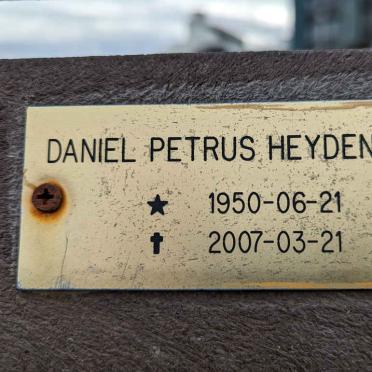 DANIEL PETRUS HEYDEN
★ 1950-06-21
✝ 2007-03-21